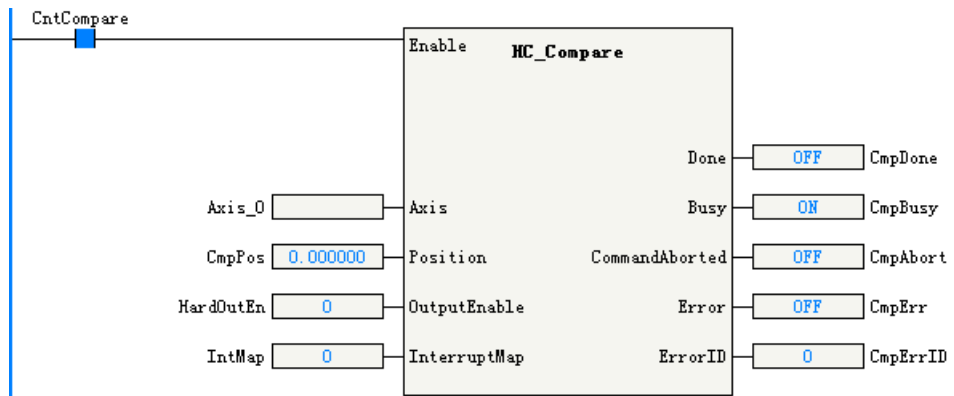 CntCompare
Enable HC_Compare
Done OFF CmpDone
Axis_0 Axis Busy ON CmpBusy
CmpPos 0.000000 Position CommandAborted OFF CmpAbort
HardOutEn 0 OutputEnable Error OFF CmpErr
IntMap 0 InterruptMap ErrorID 0 CmpErrID